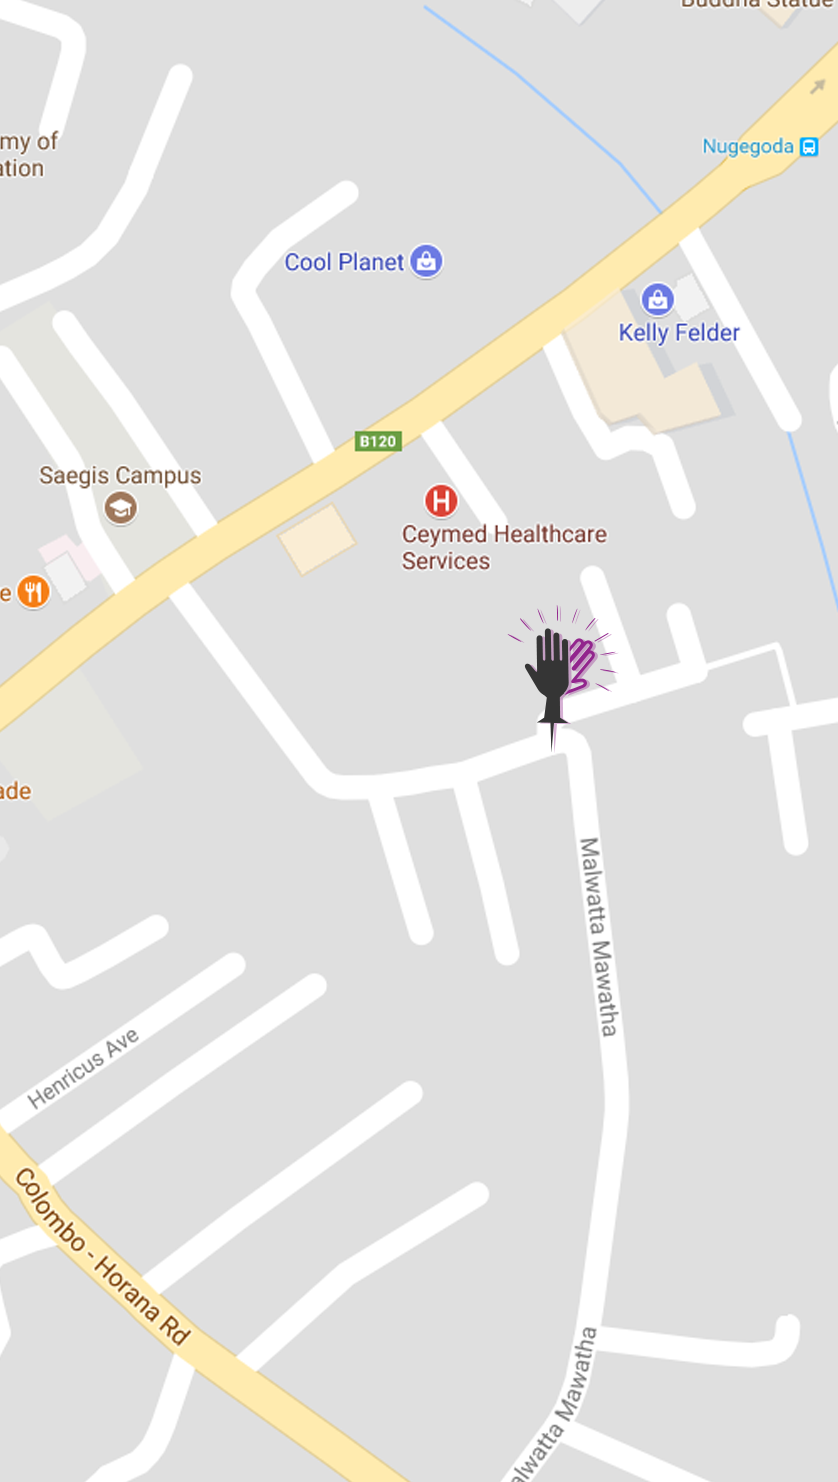 Buddha Statue
my of
ation
Nugegoda
Cool Planet
Kelly Felder
B120
Saegis Campus
H
Ceymed Healthcare
Services
e
ade
Malwatta Mawatha
Henricus Ave
Colombo - Horana Rd
alwatta Mawatha